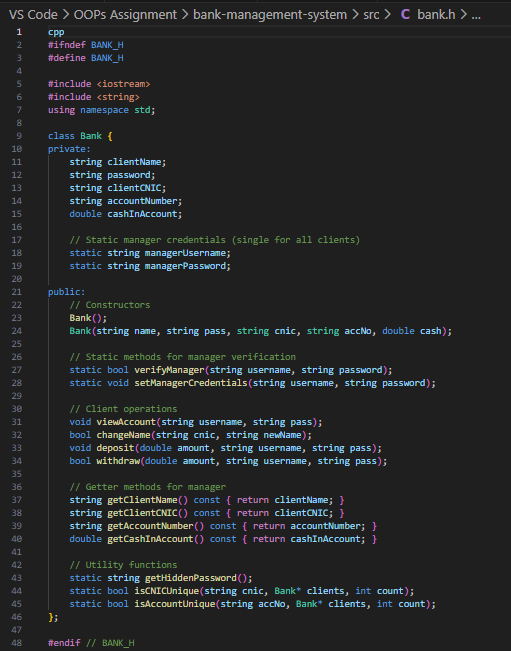 VS Code > OOPs Assignment > bank-management-system > src > C bank.h > ...
1 cpp
2 #ifndef BANK_H
3 #define BANK_H
4
5 #include <iostream>
6 #include <string>
7 using namespace std;
8
9 class Bank {
10 private:
11     string clientName;
12     string password;
13     string clientCNIC;
14     string accountNumber;
15     double cashInAccount;
16
17     // Static manager credentials (single for all clients)
18     static string managerUsername;
19     static string managerPassword;
20
21 public:
22     // Constructors
23     Bank();
24     Bank(string name, string pass, string cnic, string accNo, double cash);
25
26     // Static methods for manager verification
27     static bool verifyManager(string username, string password);
28     static void setManagerCredentials(string username, string password);
29
30     // Client operations
31     void viewAccount(string username, string pass);
32     bool changeName(string cnic, string newName);
33     void deposit(double amount, string username, string pass);
34     bool withdraw(double amount, string username, string pass);
35
36     // Getter methods for manager
37     string getClientName() const { return clientName; }
38     string getClientCNIC() const { return clientCNIC; }
39     string getAccountNumber() const { return accountNumber; }
40     double getCashInAccount() const { return cashInAccount; }
41
42     // Utility functions
43     static string getHiddenPassword();
44     static bool isCNICUnique(string cnic, Bank* clients, int count);
45     static bool isAccountUnique(string accNo, Bank* clients, int count);
46 };
47
48 #endif // BANK_H